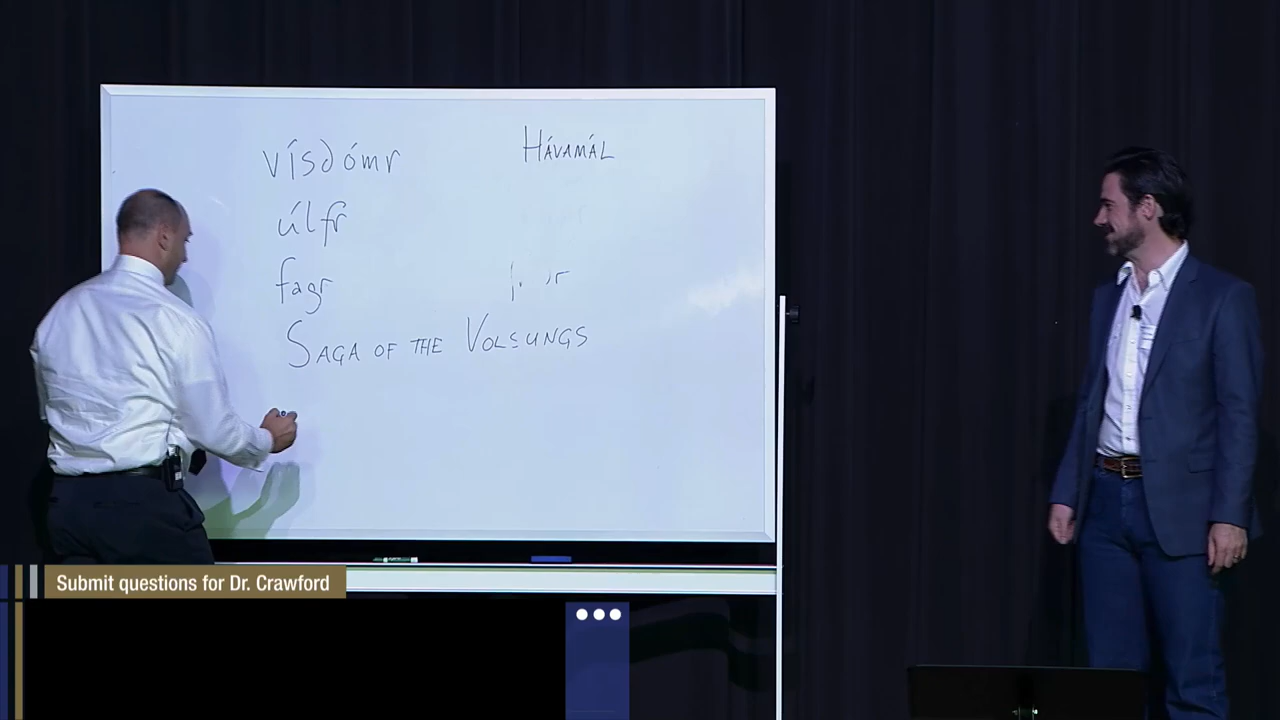 vísdómr
Hávamál
úlfr
fagr
Saga of the Volsungs
Submit questions for Dr. Crawford